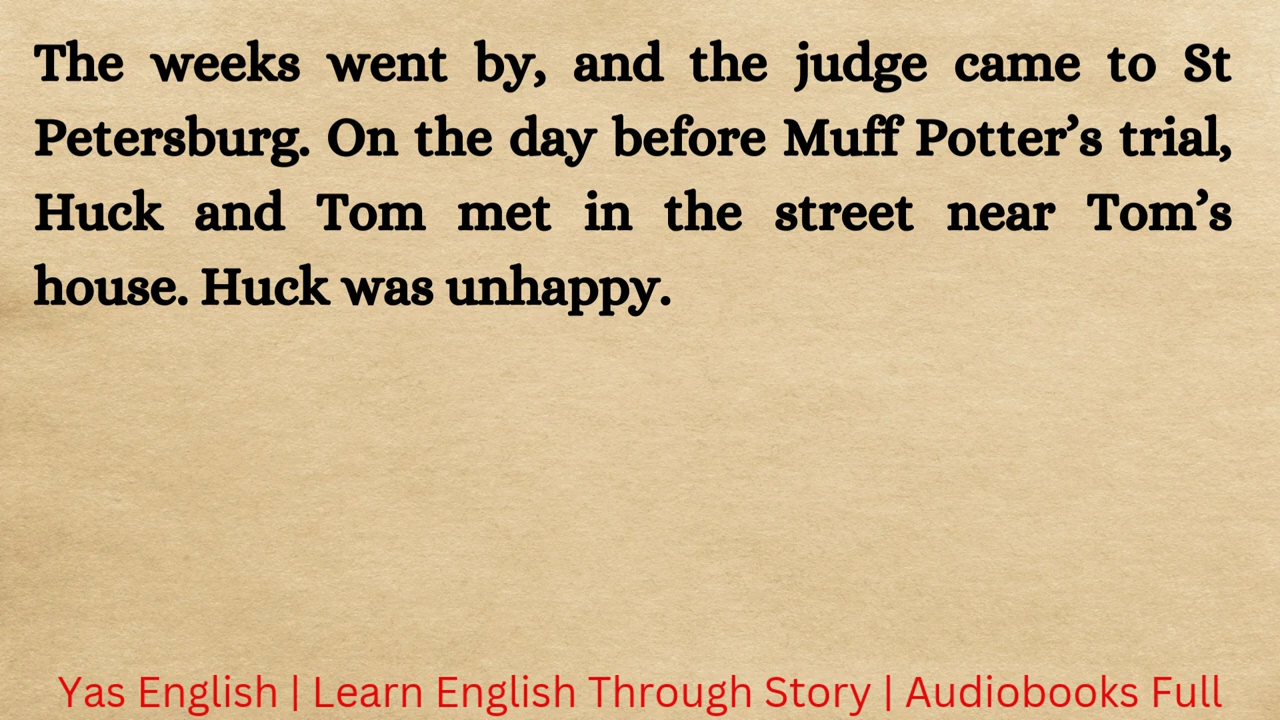 The weeks went by, and the judge came to St
Petersburg. On the day before Muff Potter’s trial,
Huck and Tom met in the street near Tom’s
house. Huck was unhappy.
Yas English | Learn English Through Story | Audiobooks Full